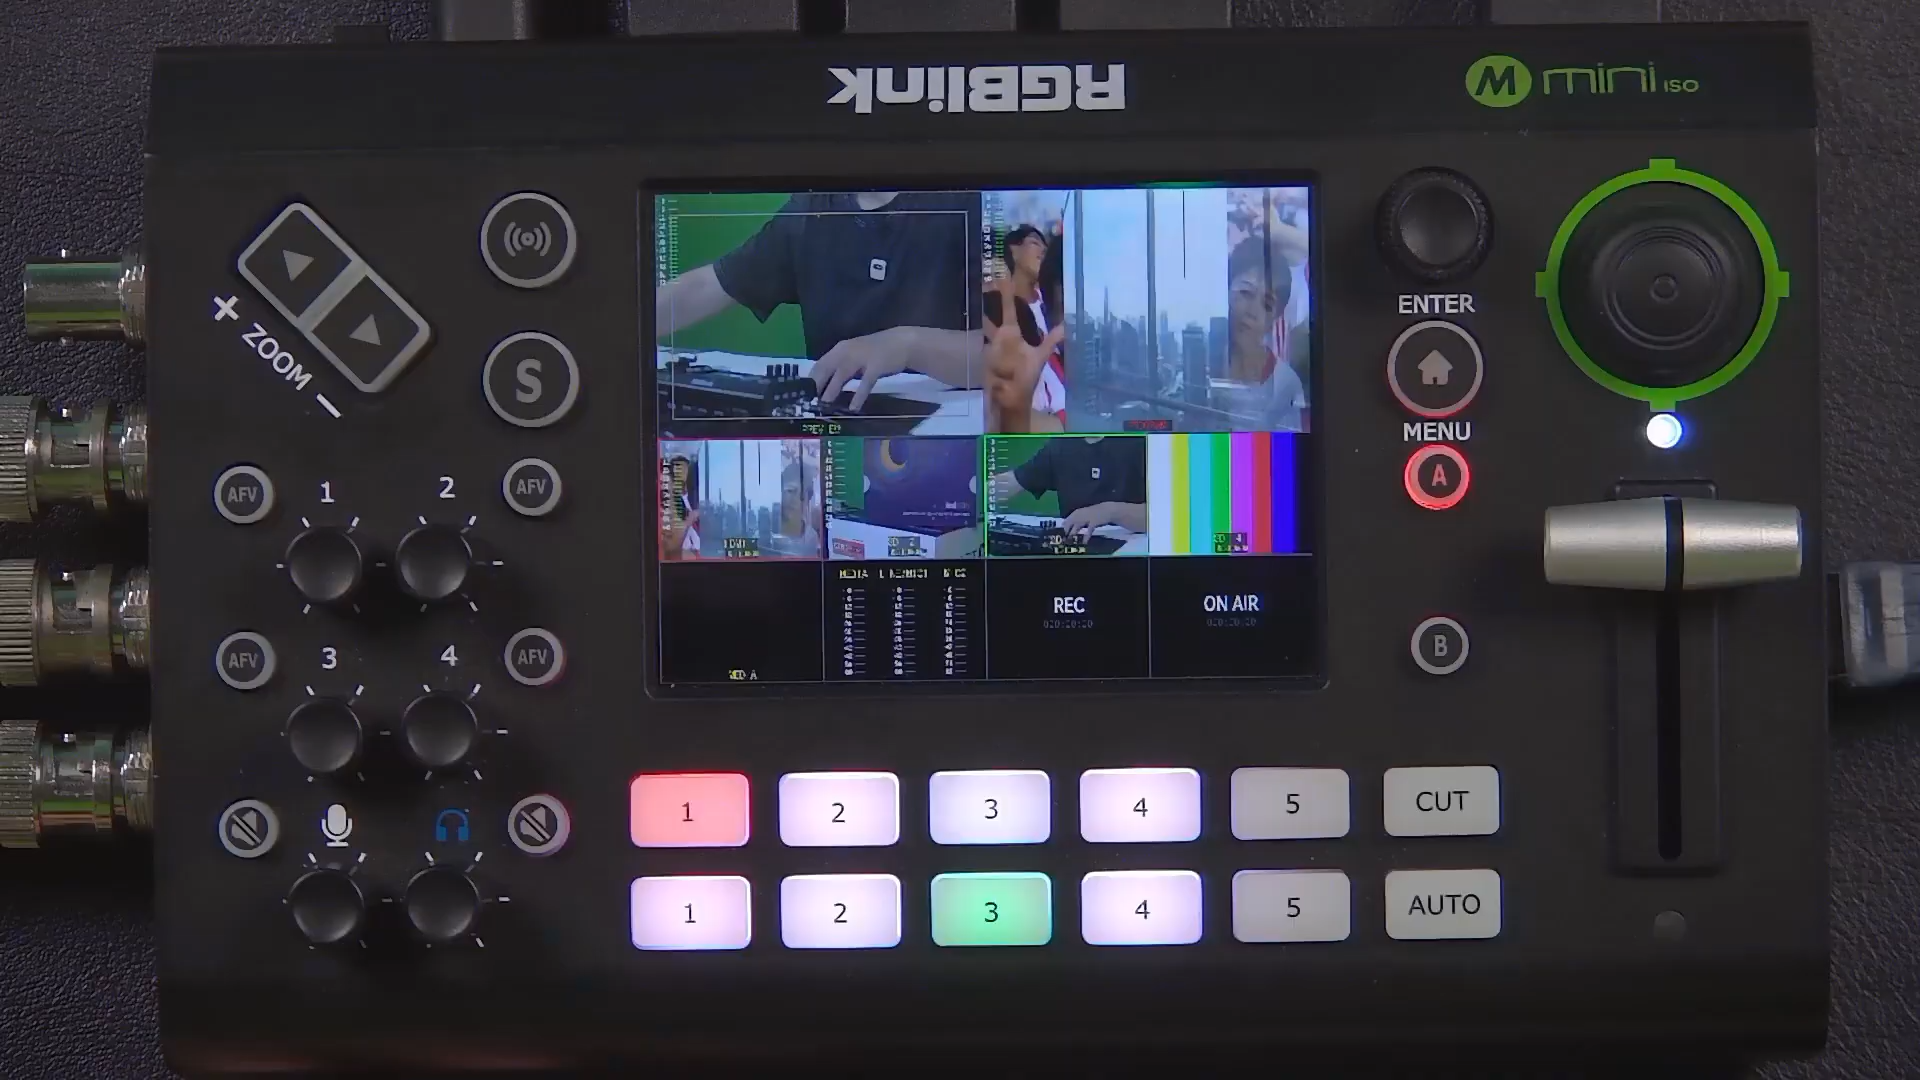 RGBlink
M mini ISO
+ ZOOM −
S
ENTER
MENU
A
B
AFV 1 2 AFV
AFV 3 4 AFV
REC
ON AIR
1 2 3 4 5 CUT
1 2 3 4 5 AUTO